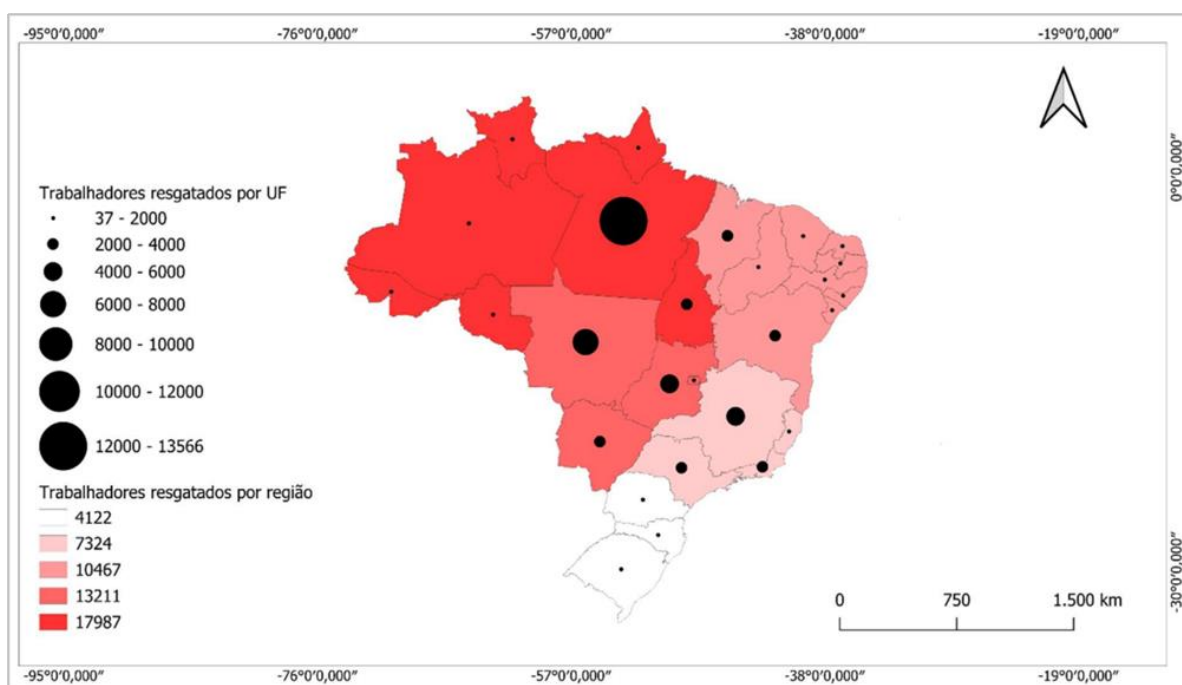 -95°0'0,000" -76°0'0,000" -57°0'0,000" -38°0'0,000" -19°0'0,000"
0°0'0,000"
Trabalhadores resgatados por UF
37 - 2000
2000 - 4000
4000 - 6000
6000 - 8000
8000 - 10000
10000 - 12000
12000 - 13566
Trabalhadores resgatados por região
4122
7324
10467
13211
17987
0 750 1.500 km
-30°0'0,000"
-95°0'0,000" -76°0'0,000" -57°0'0,000" -38°0'0,000" -19°0'0,000"